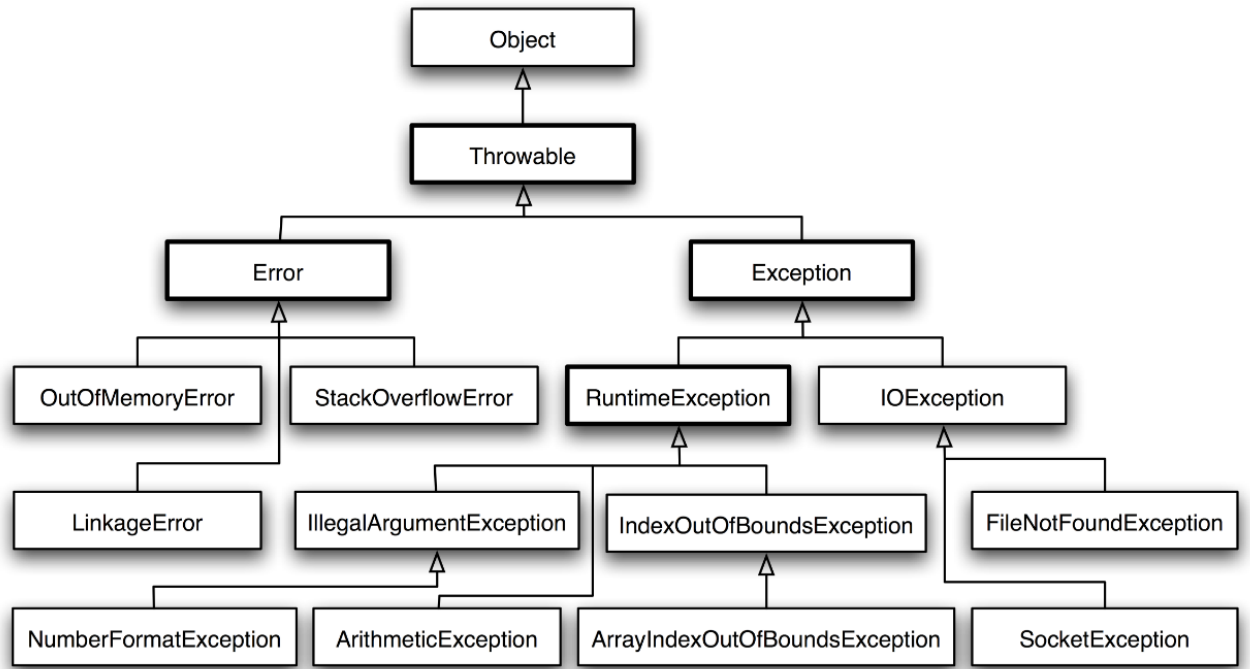 Object
Throwable
Error
Exception
OutOfMemoryError
StackOverflowError
RuntimeException
IOException
LinkageError
IllegalArgumentException
IndexOutOfBoundsException
FileNotFoundException
NumberFormatException
ArithmeticException
ArrayIndexOutOfBoundsException
SocketException